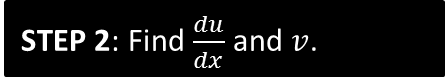 STEP 2: Find du/dx and v.